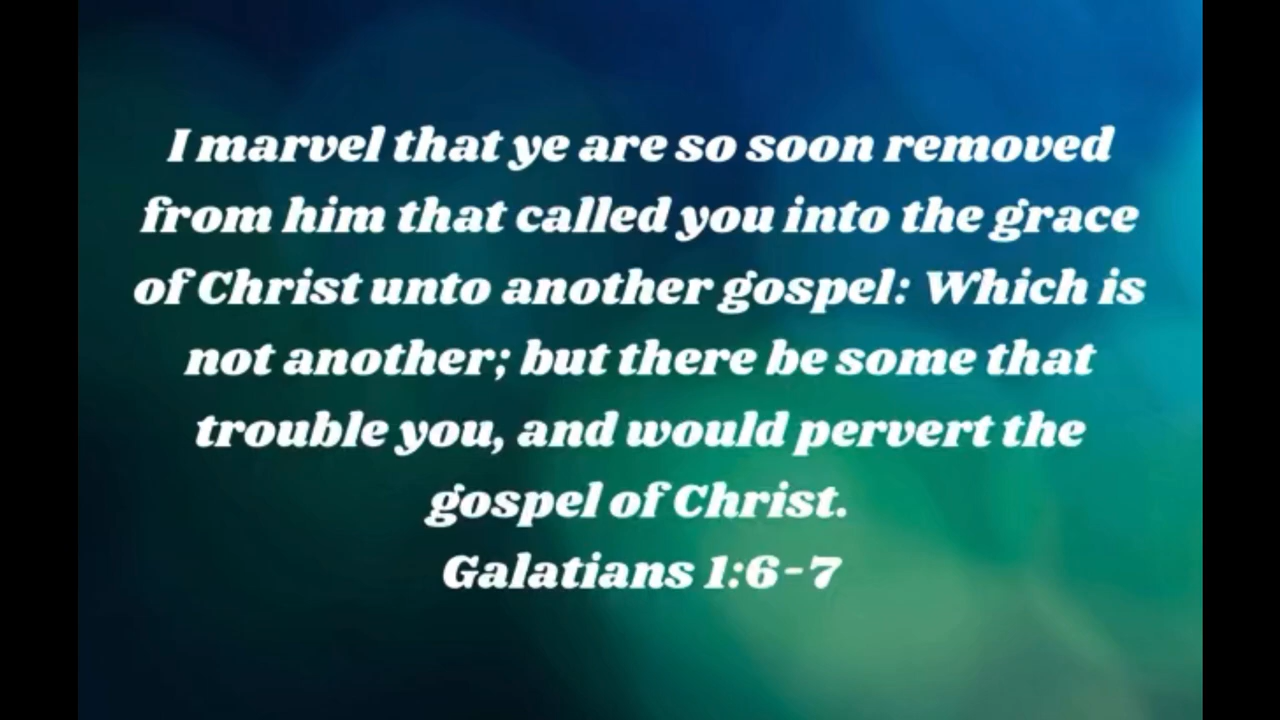 I marvel that ye are so soon removed
from him that called you into the grace
of Christ unto another gospel: Which is
not another; but there be some that
trouble you, and would pervert the
gospel of Christ.
Galatians 1:6-7